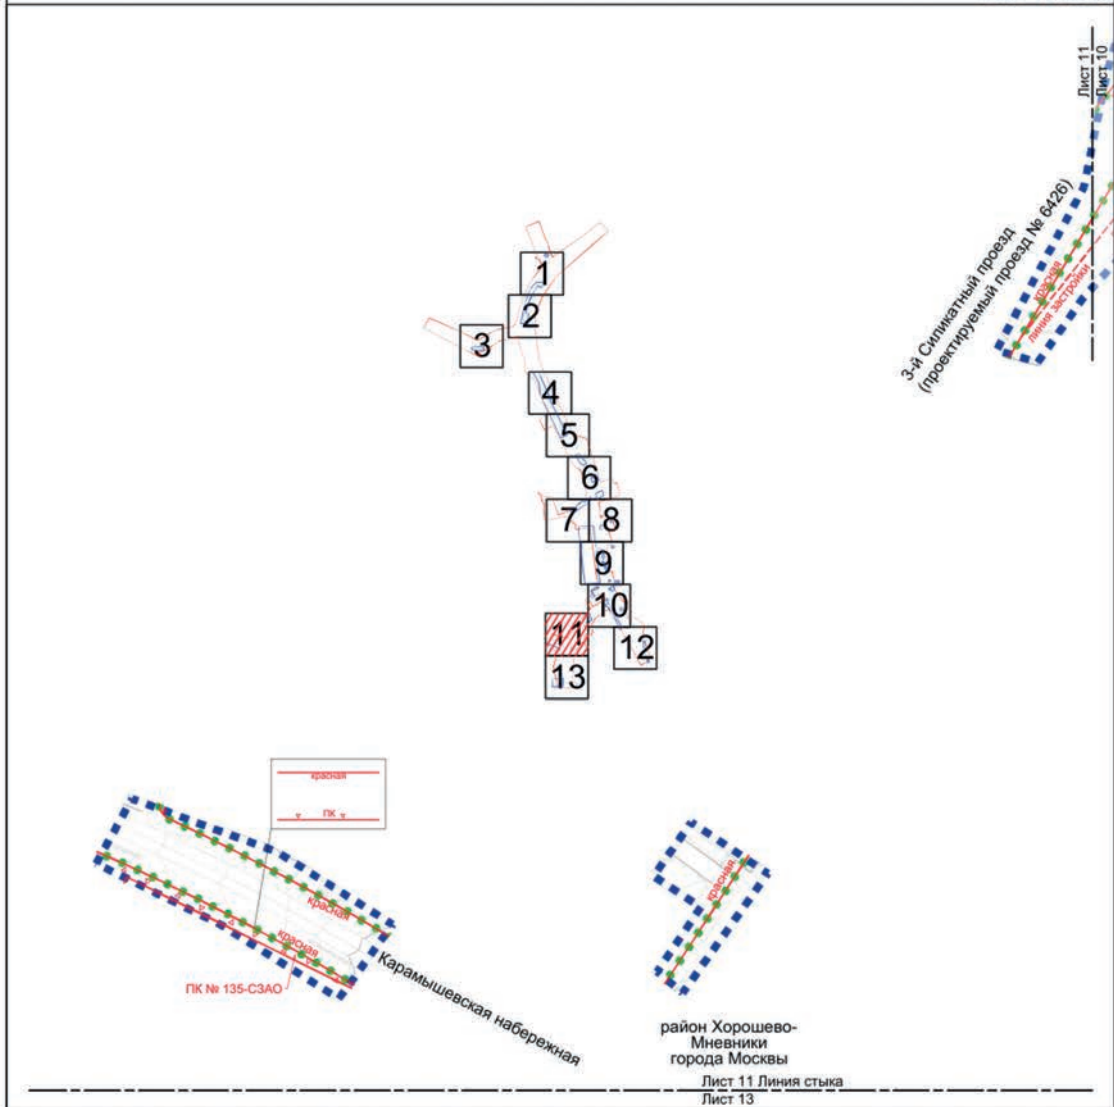 Лист 11
Лист 10
3-й Силикатный проезд
(проектируемый проезд № 6426)
красная
линия застройки
1
2
3
4
5
6
7
8
9
10
11
12
13
красная
ПК
красная
красная
ПК № 135-СЗАО
Карамышевская набережная
красная
район Хорошево-
Мневники
города Москвы
Лист 11 Линия стыка
Лист 13